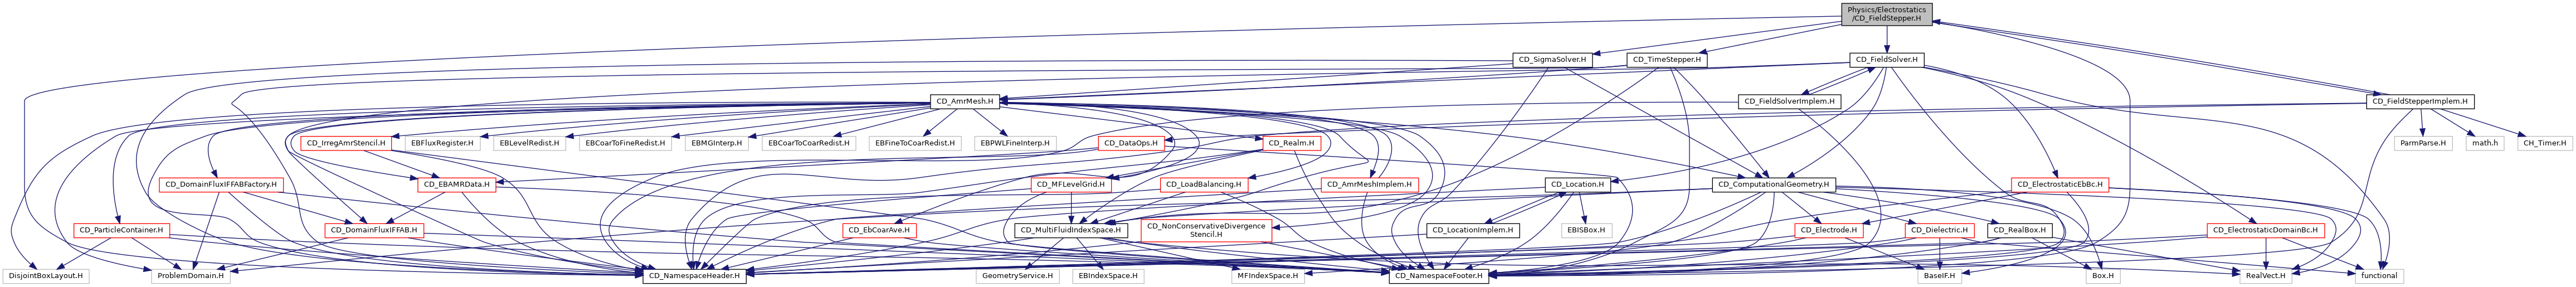 Physics/Electrostatics
/CD_FieldStepper.H
CD_SigmaSolver.H
CD_TimeStepper.H
CD_FieldSolver.H
CD_AmrMesh.H
CD_FieldSolverImplem.H
CD_FieldStepperImplem.H
CD_IrregAmrStencil.H
EBFluxRegister.H
EBLevelRedist.H
EBCoarToFineRedist.H
EBMGInterp.H
EBCoarToCoarRedist.H
EBFineToCoarRedist.H
EBPWLFineInterp.H
CD_DataOps.H
CD_Realm.H
ParmParse.H
math.h
CH_Timer.H
CD_DomainFluxIFFABFactory.H
CD_EBAMRData.H
CD_MFLevelGrid.H
CD_LoadBalancing.H
CD_AmrMeshImplem.H
CD_Location.H
CD_ComputationalGeometry.H
CD_ElectrostaticEbBc.H
CD_ParticleContainer.H
CD_DomainFluxIFFAB.H
CD_EbCoarAve.H
CD_MultiFluidIndexSpace.H
CD_NonConservativeDivergence
Stencil.H
CD_LocationImplem.H
EBISBox.H
CD_Electrode.H
CD_Dielectric.H
CD_RealBox.H
CD_ElectrostaticDomainBc.H
DisjointBoxLayout.H
ProblemDomain.H
CD_NamespaceHeader.H
GeometryService.H
EBIndexSpace.H
MFIndexSpace.H
CD_NamespaceFooter.H
BaseIF.H
Box.H
RealVect.H
functional